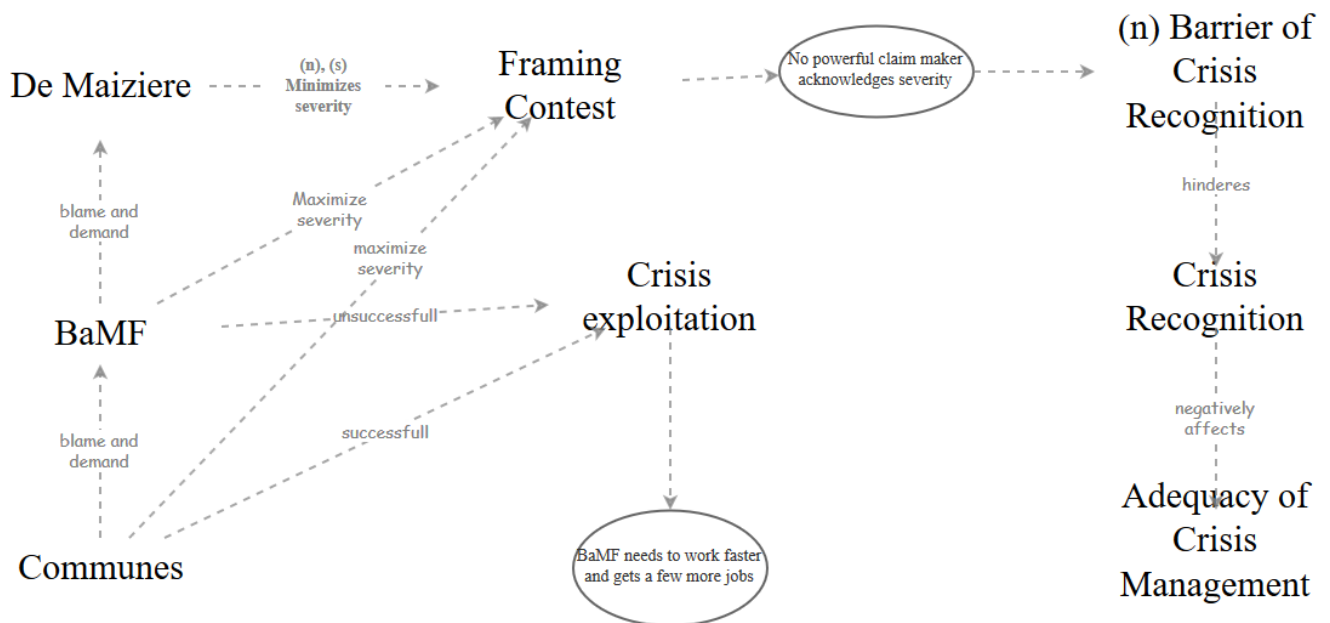 De Maiziere
(n), (s)
Minimizes
severity
Framing
Contest
No powerful claim maker
acknowledges severity
(n) Barrier of
Crisis
Recognition
blame and
demand
Maximize
severity
maximize
severity
hinderes
BaMF
unsuccessfull
Crisis
exploitation
Crisis
Recognition
blame and
demand
successfull
negatively
affects
Communes
BaMF needs to work faster
and gets a few more jobs
Adequacy of
Crisis
Management